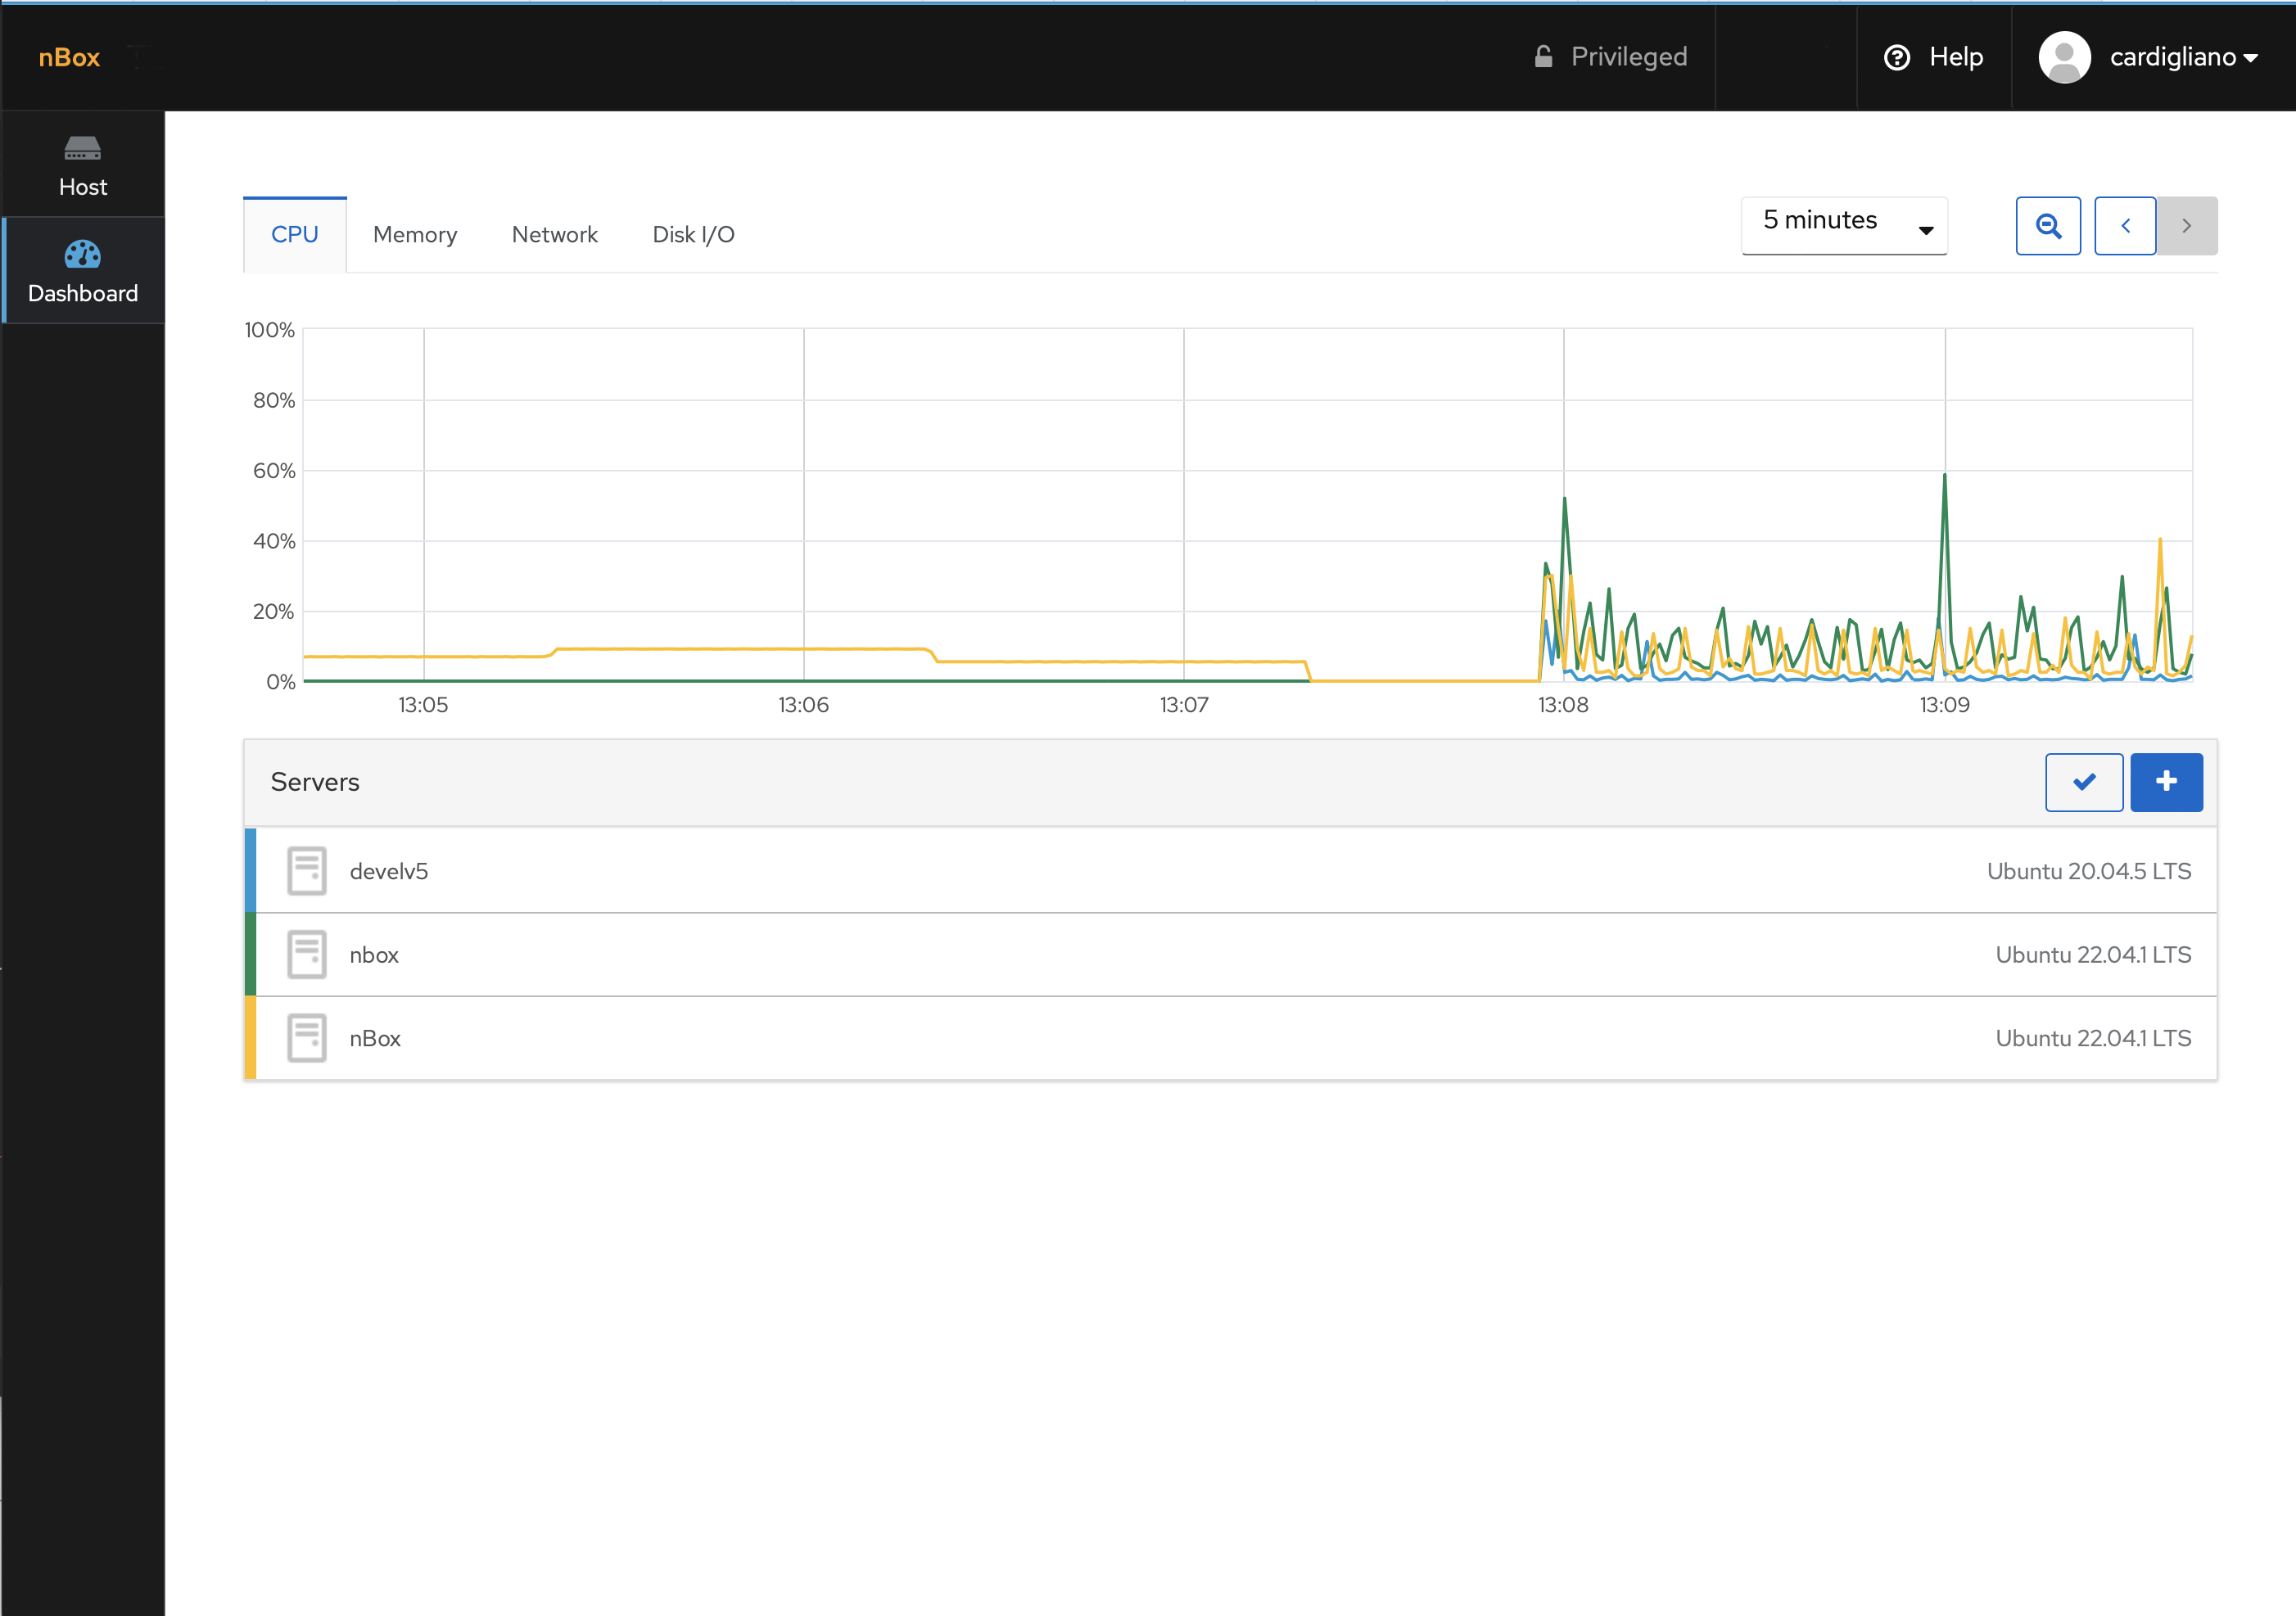 nBox
Privileged
Help
cardigliano
Host
Dashboard
CPU Memory Network Disk I/O
5 minutes
100%
80%
60%
40%
20%
0%
13:05 13:06 13:07 13:08 13:09
Servers
develv5 Ubuntu 20.04.5 LTS
nbox Ubuntu 22.04.1 LTS
nBox Ubuntu 22.04.1 LTS